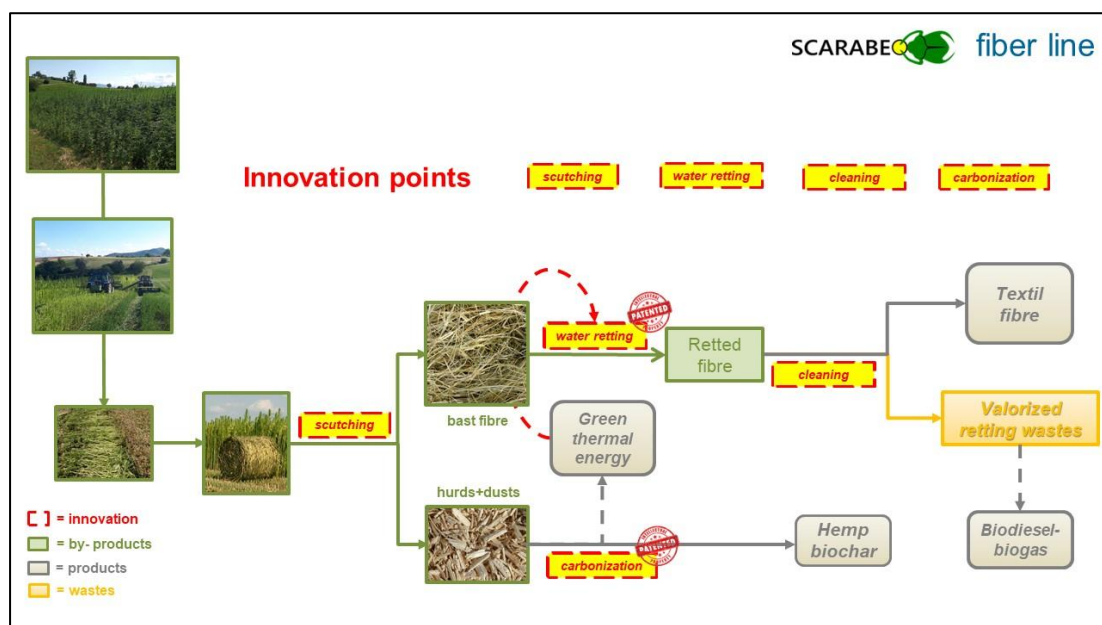 SCARABEO fiber line
Innovation points
scutching
water retting
cleaning
carbonization
Textil
fibre
PATENTED
water retting
Retted
fibre
cleaning
scutching
bast fibre
Green
thermal
energy
Valorized
retting wastes
hurds+dusts
PATENTED
carbonization
Hemp
biochar
Biodiesel-
biogas
= innovation
= by- products
= products
= wastes